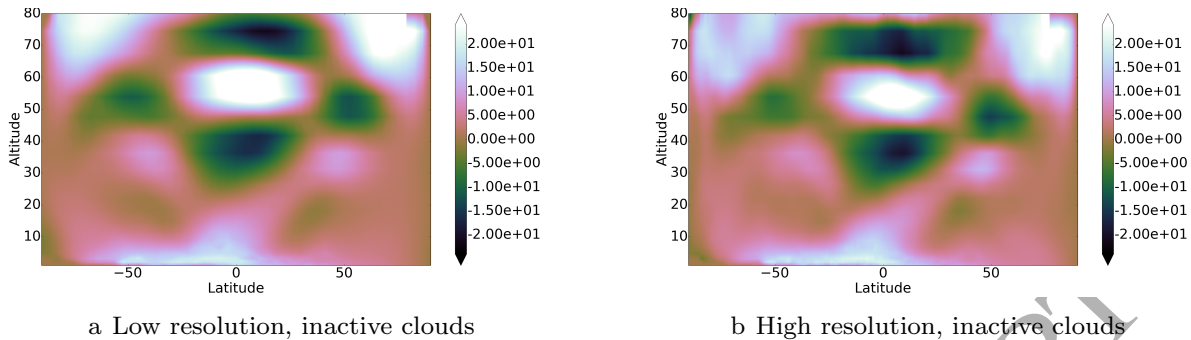 80
70
60
50
40
30
20
10
Altitude
−50
0
50
Latitude
2.00e+01
1.50e+01
1.00e+01
5.00e+00
0.00e+00
-5.00e+00
-1.00e+01
-1.50e+01
-2.00e+01
a Low resolution, inactive clouds
80
70
60
50
40
30
20
10
Altitude
−50
0
50
Latitude
2.00e+01
1.50e+01
1.00e+01
5.00e+00
0.00e+00
-5.00e+00
-1.00e+01
-1.50e+01
-2.00e+01
b High resolution, inactive clouds